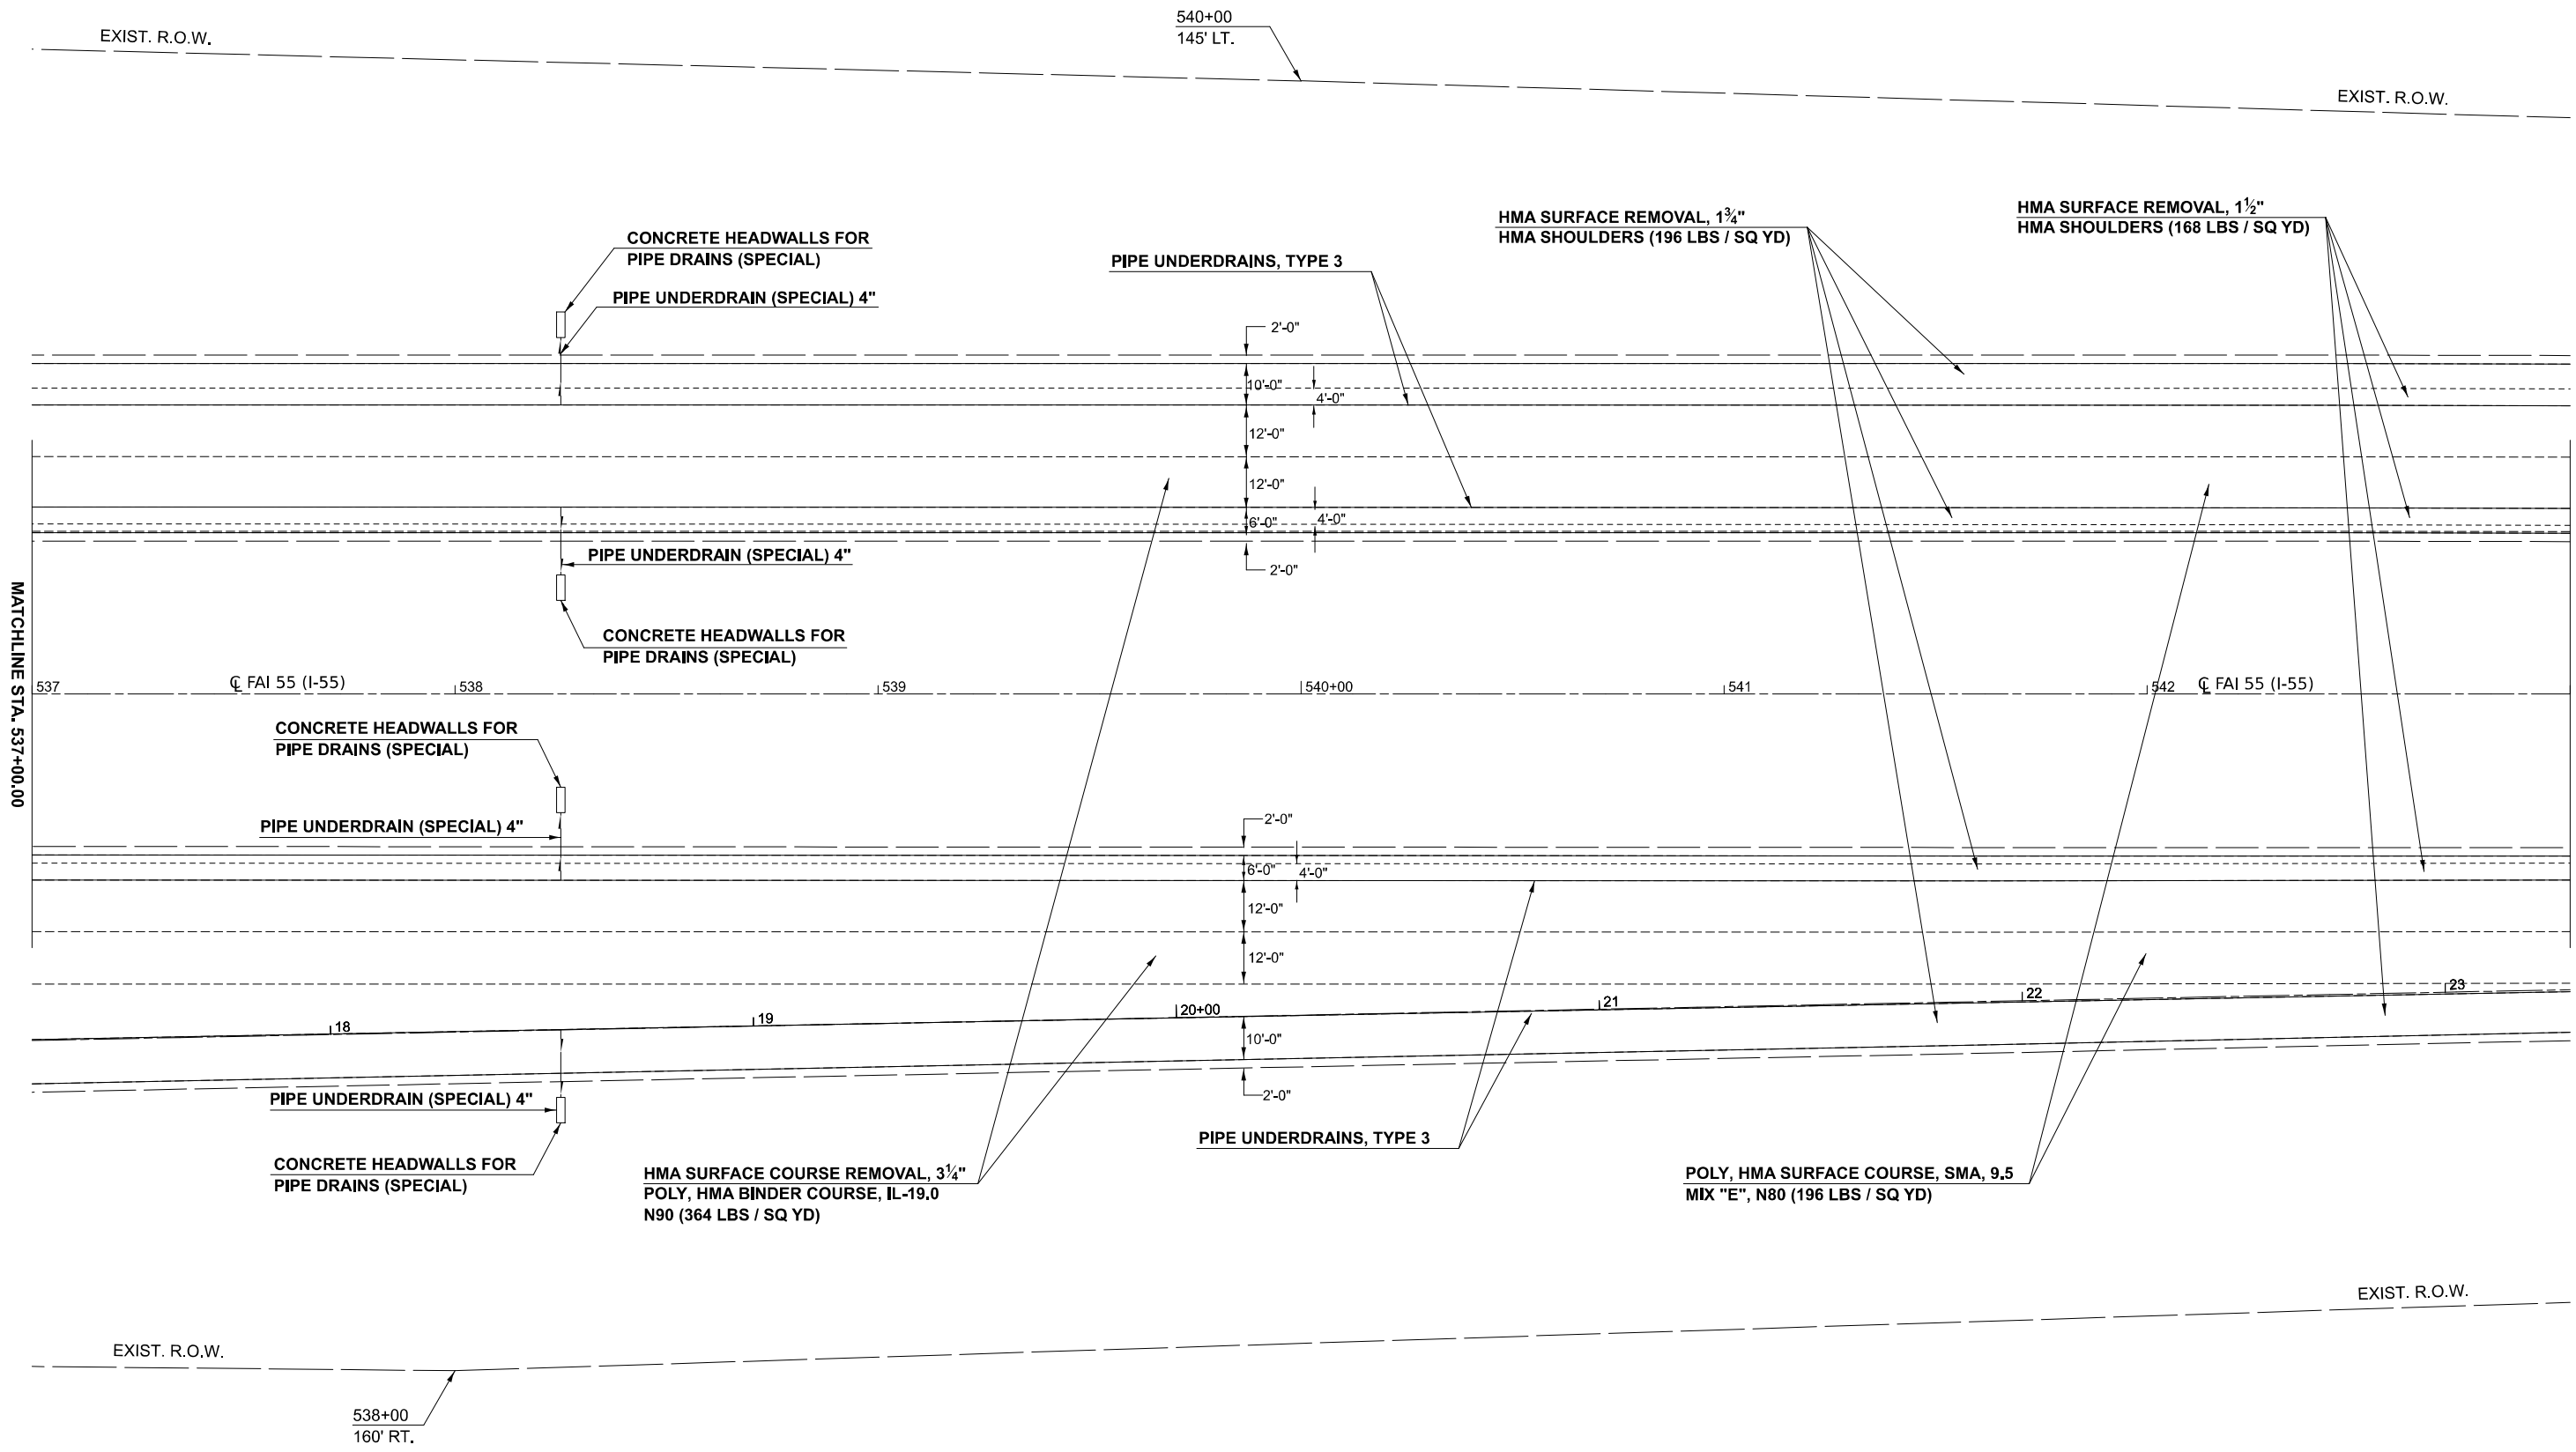 540+00
145' LT.
EXIST. R.O.W.
EXIST. R.O.W.
HMA SURFACE REMOVAL, 1¾"
HMA SHOULDERS (196 LBS / SQ YD)
HMA SURFACE REMOVAL, 1½"
HMA SHOULDERS (168 LBS / SQ YD)
CONCRETE HEADWALLS FOR
PIPE DRAINS (SPECIAL)
PIPE UNDERDRAINS, TYPE 3
PIPE UNDERDRAIN (SPECIAL) 4"
2'-0"
10'-0"
4'-0"
12'-0"
12'-0"
6'-0"
4'-0"
2'-0"
PIPE UNDERDRAIN (SPECIAL) 4"
CONCRETE HEADWALLS FOR
PIPE DRAINS (SPECIAL)
MATCHLINE STA. 537+00.00
537
℄ FAI 55 (I-55)
538
539
540+00
541
542
℄ FAI 55 (I-55)
CONCRETE HEADWALLS FOR
PIPE DRAINS (SPECIAL)
PIPE UNDERDRAIN (SPECIAL) 4"
2'-0"
6'-0"
4'-0"
12'-0"
12'-0"
18
19
20+00
21
22
23
10'-0"
2'-0"
PIPE UNDERDRAIN (SPECIAL) 4"
CONCRETE HEADWALLS FOR
PIPE DRAINS (SPECIAL)
PIPE UNDERDRAINS, TYPE 3
HMA SURFACE COURSE REMOVAL, 3¼"
POLY, HMA BINDER COURSE, IL-19.0
N90 (364 LBS / SQ YD)
POLY, HMA SURFACE COURSE, SMA, 9.5
MIX "E", N80 (196 LBS / SQ YD)
EXIST. R.O.W.
EXIST. R.O.W.
538+00
160' RT.